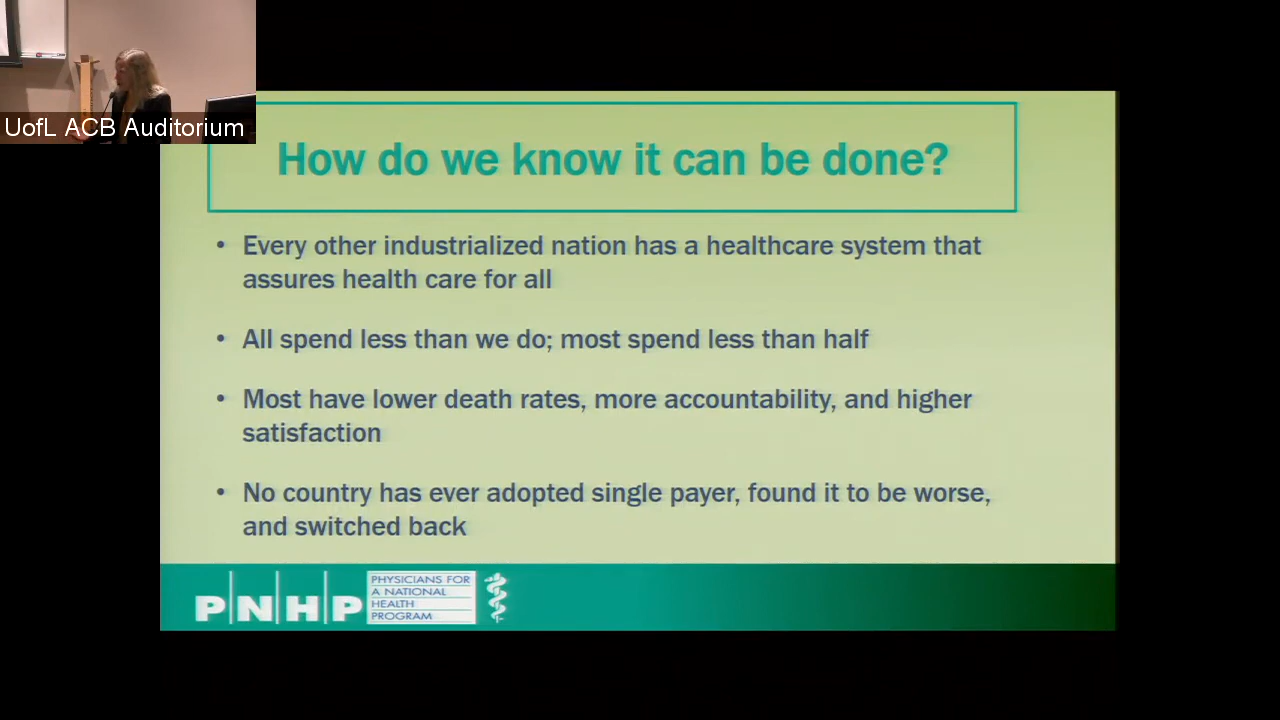 UofL ACB Auditorium
How do we know it can be done?
• Every other industrialized nation has a healthcare system that
assures health care for all
• All spend less than we do; most spend less than half
• Most have lower death rates, more accountability, and higher
satisfaction
• No country has ever adopted single payer, found it to be worse,
and switched back
PNHP
PHYSICIANS FOR
A NATIONAL
HEALTH
PROGRAM